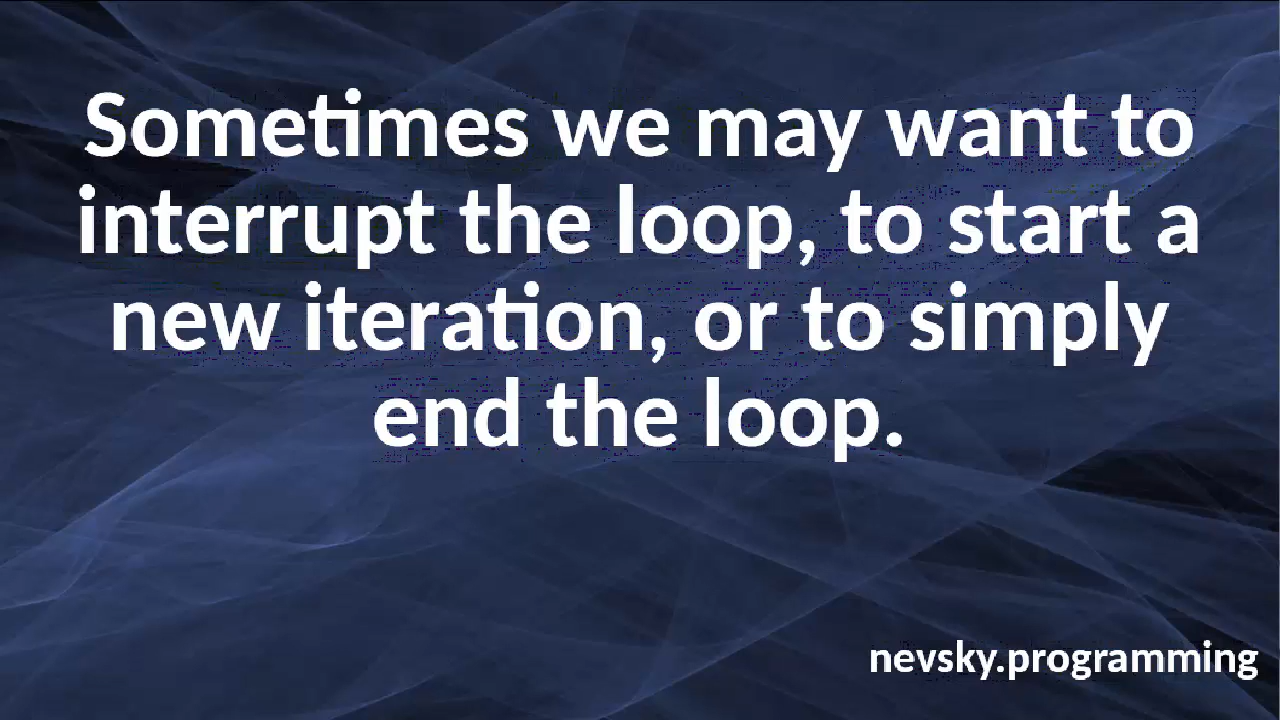 Sometimes we may want to
interrupt the loop, to start a
new iteration, or to simply
end the loop.
nevsky.programming